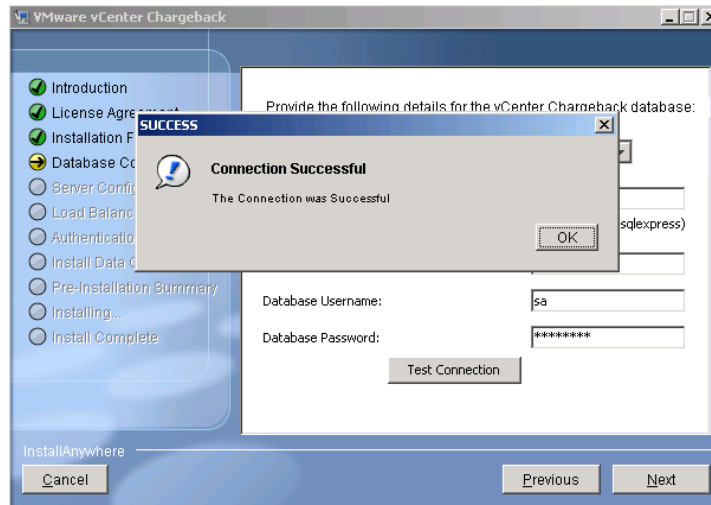 VMware vCenter Chargeback
Introduction
License Agreement
Installation F
Database Co
Server Config
Load Balanc
Authenticatio
Install Data C
Pre-Installation Summary
Installing...
Install Complete
Provide the following details for the vCenter Chargeback database:
SUCCESS
Connection Successful
The Connection was Successful
OK
sqlexpress)
Database Username:
sa
Database Password:
********
Test Connection
InstallAnywhere
Cancel
Previous
Next